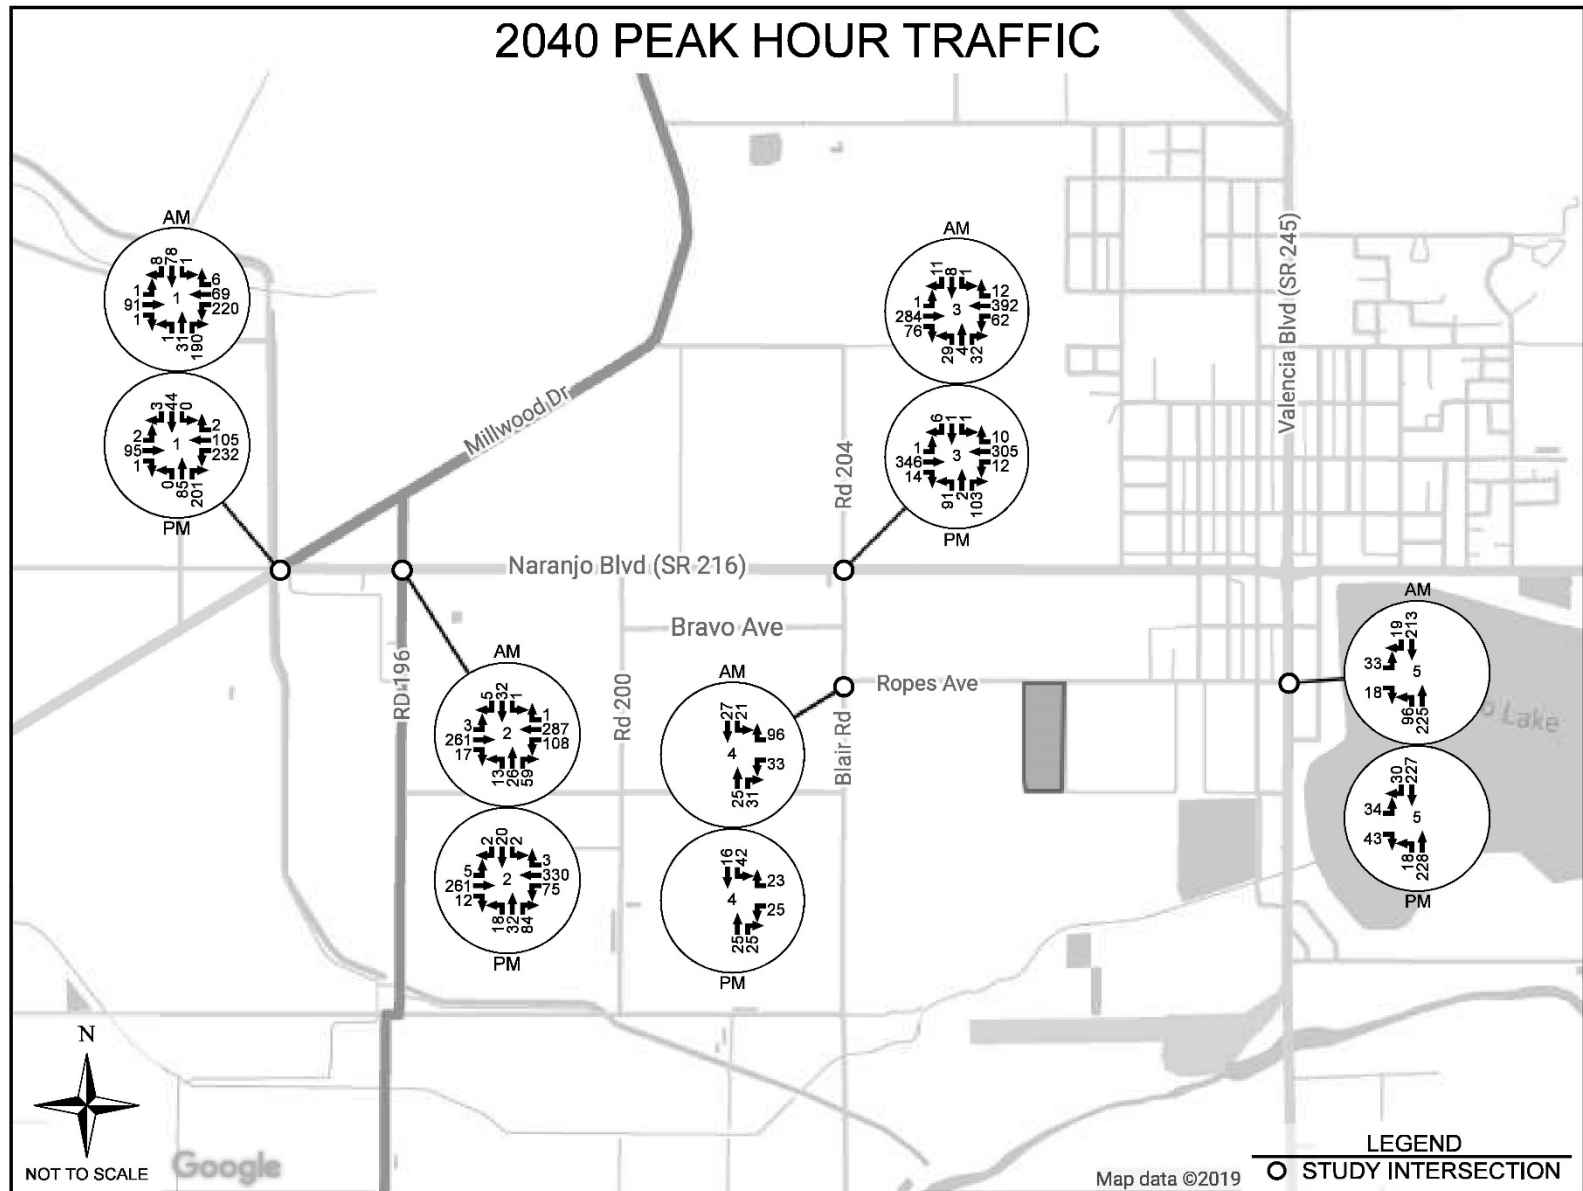 2040 PEAK HOUR TRAFFIC
AM
8 78 1
1 91 1
1
6 69 220
1 31 190
3 44 0
2 95 1
1
2 105 232
0 85 201
PM
AM
11 8 1
1 284 76
3
12 392 62
29 4 32
6 1 1
1 346 14
3
10 305 12
91 2 103
PM
Valencia Blvd (SR 245)
Millwood Dr
Rd 204
Naranjo Blvd (SR 216)
Bravo Ave
RD 196
Rd 200
Ropes Ave
Blair Rd
AM
5 32 1
3 261 17
2
1 287 108
13 26 59
2 20 2
5 261 12
2
3 330 75
18 32 84
PM
AM
27 21
4
96 33
25 31
16 42
4
23 25
25 25
PM
AM
19 213
33 18
5
96 225
30 227
34 43
5
18 228
PM
o Lake
N
NOT TO SCALE
Google
Map data ©2019
LEGEND
STUDY INTERSECTION